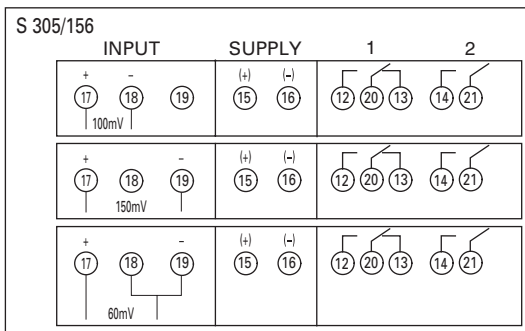 S 305/156
INPUT SUPPLY 1 2
+ – (+) (–)
17 18 19 15 16 12 20 13 14 21
100mV
+ – (+) (–)
17 18 19 15 16 12 20 13 14 21
150mV
+ – (+) (–)
17 18 19 15 16 12 20 13 14 21
60mV